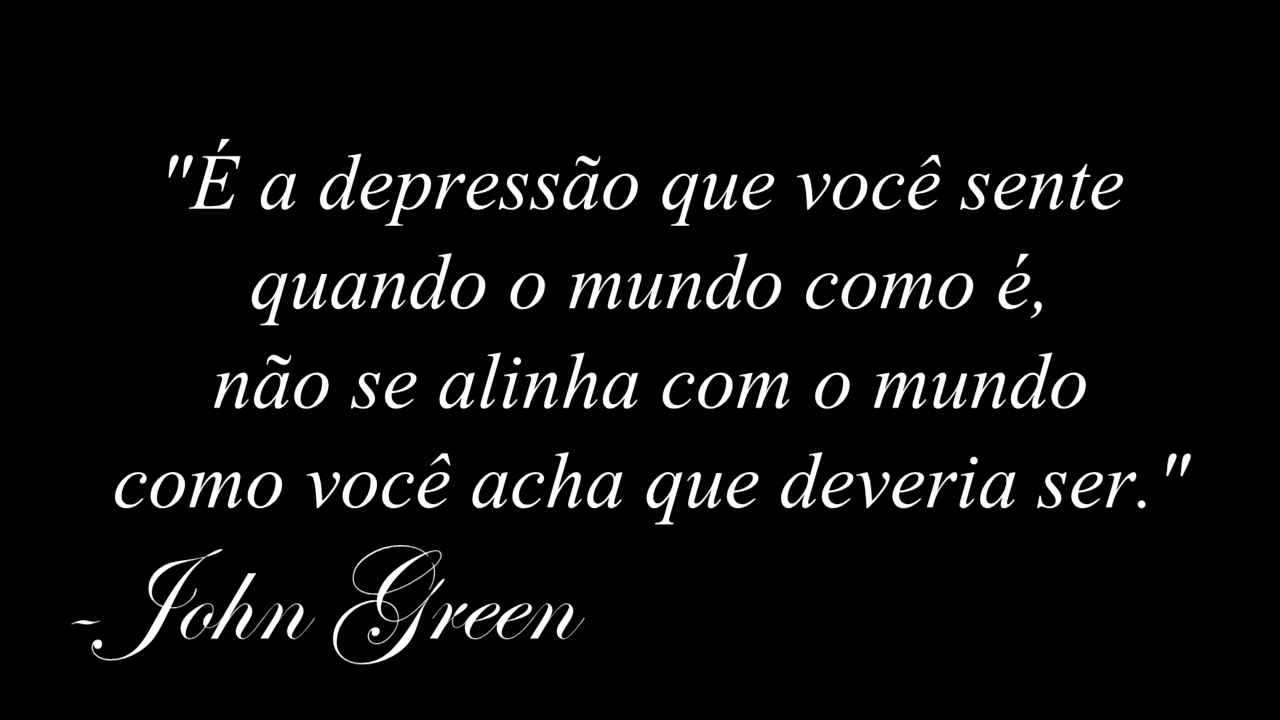 "É a depressão que você sente
quando o mundo como é,
não se alinha com o mundo
como você acha que deveria ser."
-John Green